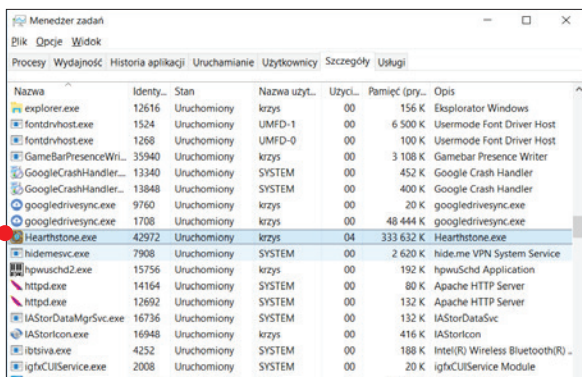 Menedżer zadań
Plik Opcje Widok
Procesy Wydajność Historia aplikacji Uruchamianie Użytkownicy Szczegóły Usługi
Nazwa Identy... Stan Nazwa użyt... Użyci... Pamięć (pry... Opis
explorer.exe 12616 Uruchomiony krzys 00 156 K Eksplorator Windows
fontdrvhost.exe 1524 Uruchomiony UMFD-1 00 6 500 K Usermode Font Driver Host
fontdrvhost.exe 1268 Uruchomiony UMFD-0 00 100 K Usermode Font Driver Host
GameBarPresenceWri... 35940 Uruchomiony krzys 00 3 108 K Gamebar Presence Writer
GoogleCrashHandler... 13340 Uruchomiony SYSTEM 00 452 K Google Crash Handler
GoogleCrashHandler... 13848 Uruchomiony SYSTEM 00 400 K Google Crash Handler
googledrivesync.exe 9760 Uruchomiony krzys 00 20 K googledrivesync.exe
googledrivesync.exe 1708 Uruchomiony krzys 00 48 444 K googledrivesync.exe
Hearthstone.exe 42972 Uruchomiony krzys 04 333 632 K Hearthstone.exe
hidemesvc.exe 7908 Uruchomiony SYSTEM 00 2 620 K hide.me VPN System Service
hpwuschd2.exe 15756 Uruchomiony krzys 00 192 K hpwuSchd Application
httpd.exe 14164 Uruchomiony SYSTEM 00 80 K Apache HTTP Server
httpd.exe 12692 Uruchomiony SYSTEM 00 132 K Apache HTTP Server
IAStorDataMgrSvc.exe 16736 Uruchomiony SYSTEM 00 132 K IAStorDataSvc
IAStorIcon.exe 16948 Uruchomiony krzys 00 416 K IAStorIcon
ibtsiva.exe 4252 Uruchomiony SYSTEM 00 188 K Intel(R) Wireless Bluetooth(R) ..
igfxCUIService.exe 2008 Uruchomiony SYSTEM 00 20 K igfxCUIService Module